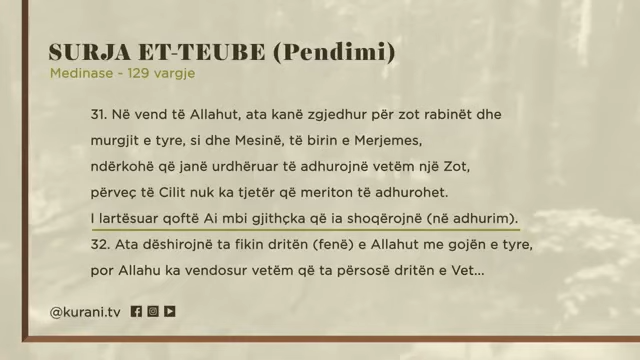 SURJA ET-TEUBE (Pendimi)
Medinase - 129 vargje
31. Në vend të Allahut, ata kanë zgjedhur për zot rabinët dhe
murgjit e tyre, si dhe Mesinë, të birin e Merjemes,
ndërkohë që janë urdhëruar të adhurojnë vetëm një Zot,
përveç të Cilit nuk ka tjetër që meriton të adhurohet.
I lartësuar qoftë Ai mbi gjithçka që ia shoqërojnë (në adhurim).
32. Ata dëshirojnë ta fikin dritën (fenë) e Allahut me gojën e tyre,
por Allahu ka vendosur vetëm që ta përsosë dritën e Vet...
@kurani.tv